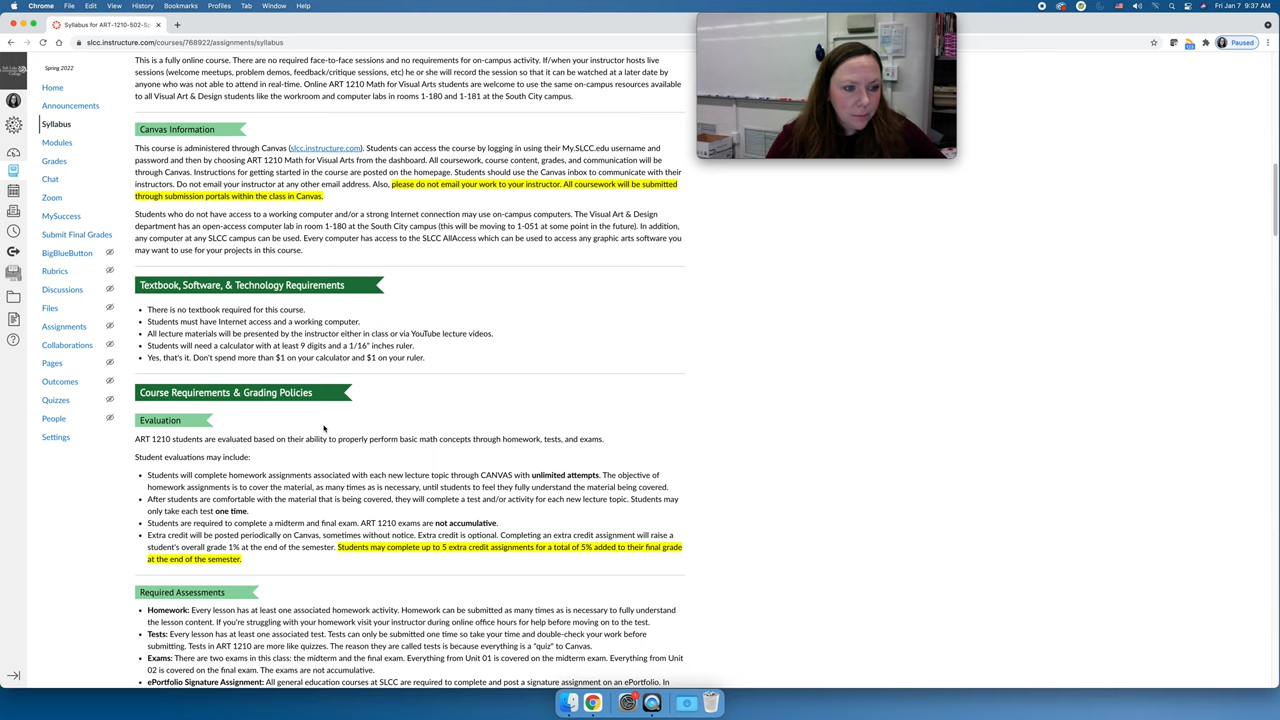 Chrome File Edit View History Bookmarks Profiles Tab Window Help Fri Jan 7 9:37 AM
Syllabus for ART-1210-502-Sp
slcc.instructure.com/courses/768922/assignments/syllabus Paused
Spring 2022
Home
Announcements
Syllabus
Modules
Grades
Chat
Zoom
MySuccess
Submit Final Grades
BigBlueButton
Rubrics
Discussions
Files
Assignments
Collaborations
Pages
Outcomes
Quizzes
People
Settings
This is a fully online course. There are no required face-to-face sessions and no requirements for on-campus activity. If/when your instructor hosts live
sessions (welcome meetups, problem demos, feedback/critique sessions, etc) he or she will record the session so that it can be watched at a later date by
anyone who was not able to attend in real-time. Online ART 1210 Math for Visual Arts students are welcome to use the same on-campus resources available
to all Visual Art & Design students like the workroom and computer labs in rooms 1-180 and 1-181 at the South City campus.
Canvas Information
This course is administered through Canvas (slcc.instructure.com). Students can access the course by logging in using their My.SLCC.edu username and
password and then by choosing ART 1210 Math for Visual Arts from the dashboard. All coursework, course content, grades, and communication will be
through Canvas. Instructions for getting started in the course are posted on the homepage. Students should use the Canvas inbox to communicate with their
instructors. Do not email your instructor at any other email address. Also, please do not email your work to your instructor. All coursework will be submitted
through submission portals within the class in Canvas.
Students who do not have access to a working computer and/or a strong Internet connection may use on-campus computers. The Visual Art & Design
department has an open-access computer lab in room 1-180 at the South City campus (this will be moving to 1-051 at some point in the future). In addition,
any computer at any SLCC campus can be used. Every computer has access to the SLCC AllAccess which can be used to access any graphic arts software you
may want to use for your projects in this course.
Textbook, Software, & Technology Requirements
• There is no textbook required for this course.
• Students must have Internet access and a working computer.
• All lecture materials will be presented by the instructor either in class or via YouTube lecture videos.
• Students will need a calculator with at least 9 digits and a 1/16" inches ruler.
• Yes, that's it. Don't spend more than $1 on your calculator and $1 on your ruler.
Course Requirements & Grading Policies
Evaluation
ART 1210 students are evaluated based on their ability to properly perform basic math concepts through homework, tests, and exams.
Student evaluations may include:
• Students will complete homework assignments associated with each new lecture topic through CANVAS with unlimited attempts. The objective of
homework assignments is to cover the material, as many times as is necessary, until students to feel they fully understand the material being covered.
• After students are comfortable with the material that is being covered, they will complete a test and/or activity for each new lecture topic. Students may
only take each test one time.
• Students are required to complete a midterm and final exam. ART 1210 exams are not accumulative.
• Extra credit will be posted periodically on Canvas, sometimes without notice. Extra credit is optional. Completing an extra credit assignment will raise a
student's overall grade 1% at the end of the semester. Students may complete up to 5 extra credit assignments for a total of 5% added to their final grade
at the end of the semester.
Required Assessments
• Homework: Every lesson has at least one associated homework activity. Homework can be submitted as many times as is necessary to fully understand
the lesson content. If you're struggling with your homework visit your instructor during online office hours for help before moving on to the test.
• Tests: Every lesson has at least one associated test. Tests can only be submitted one time so take your time and double-check your work before
submitting. Tests in ART 1210 are more like quizzes. The reason they are called tests is because everything is a "quiz" to Canvas.
• Exams: There are two exams in this class: the midterm and the final exam. Everything from Unit 01 is covered on the midterm exam. Everything from Unit
02 is covered on the final exam. The exams are not accumulative.
• ePortfolio Signature Assignment: All general education courses at SLCC are required to complete and post a signature assignment on an ePortfolio. In